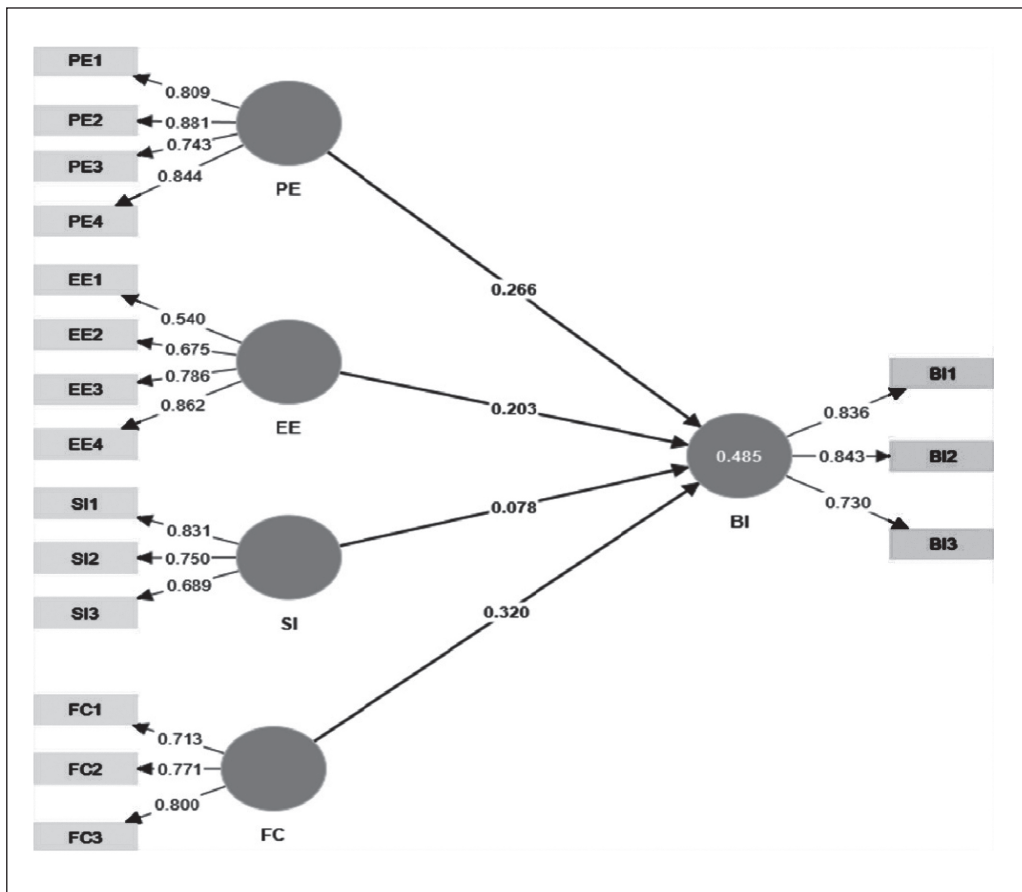 PE1
0.809
PE2
0.881
0.743
PE3
0.844
PE4
PE
EE1
0.540
EE2
0.675
0.786
EE3
0.862
EE4
EE
SI1
0.831
SI2
0.750
0.689
SI3
SI
FC1
0.713
FC2
0.771
0.800
FC3
FC
0.266
0.203
0.078
0.320
0.485
BI
0.836
BI1
0.843
BI2
0.730
BI3